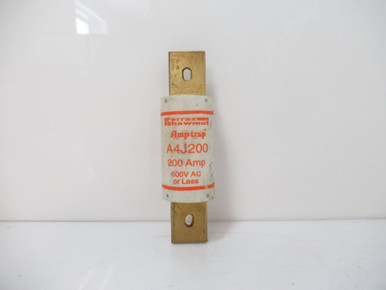 Ferraz
Shawmut
Amp-trap
A4J200
200 Amp
600V AC
or Less